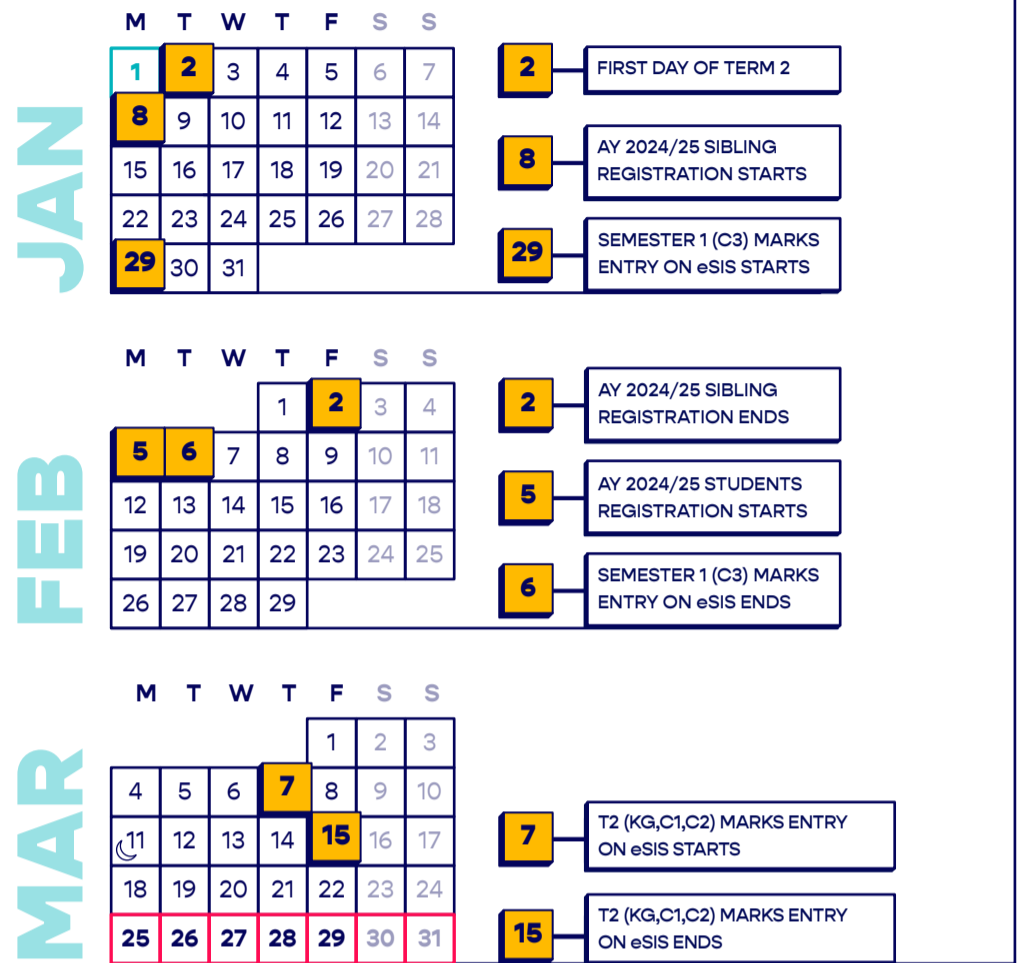 JAN
M T W T F S S
1 2 3 4 5 6 7
8 9 10 11 12 13 14
15 16 17 18 19 20 21
22 23 24 25 26 27 28
29 30 31
2 FIRST DAY OF TERM 2
8 AY 2024/25 SIBLING
REGISTRATION STARTS
29 SEMESTER 1 (C3) MARKS
ENTRY ON eSIS STARTS
FEB
M T W T F S S
1 2 3 4
5 6 7 8 9 10 11
12 13 14 15 16 17 18
19 20 21 22 23 24 25
26 27 28 29
2 AY 2024/25 SIBLING
REGISTRATION ENDS
5 AY 2024/25 STUDENTS
REGISTRATION STARTS
6 SEMESTER 1 (C3) MARKS
ENTRY ON eSIS ENDS
MAR
M T W T F S S
1 2 3
4 5 6 7 8 9 10
11 12 13 14 15 16 17
18 19 20 21 22 23 24
25 26 27 28 29 30 31
7 T2 (KG,C1,C2) MARKS ENTRY
ON eSIS STARTS
15 T2 (KG,C1,C2) MARKS ENTRY
ON eSIS ENDS